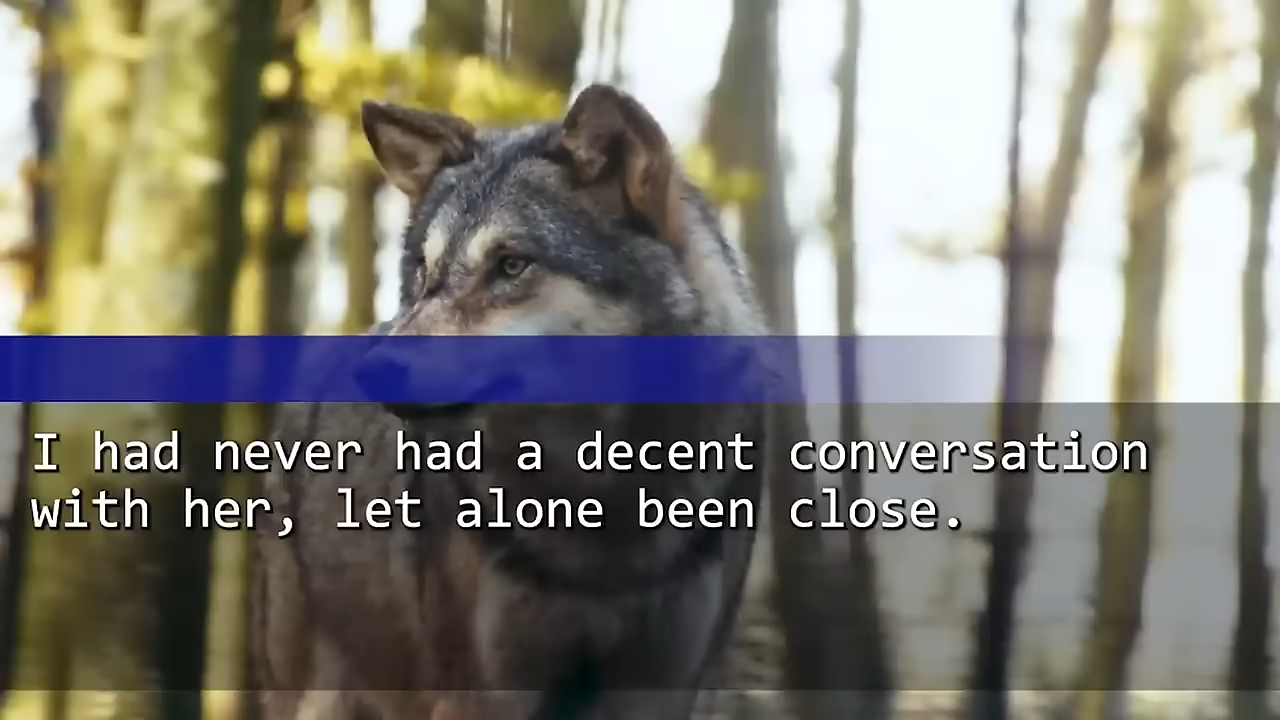 I had never had a decent conversation
with her, let alone been close.